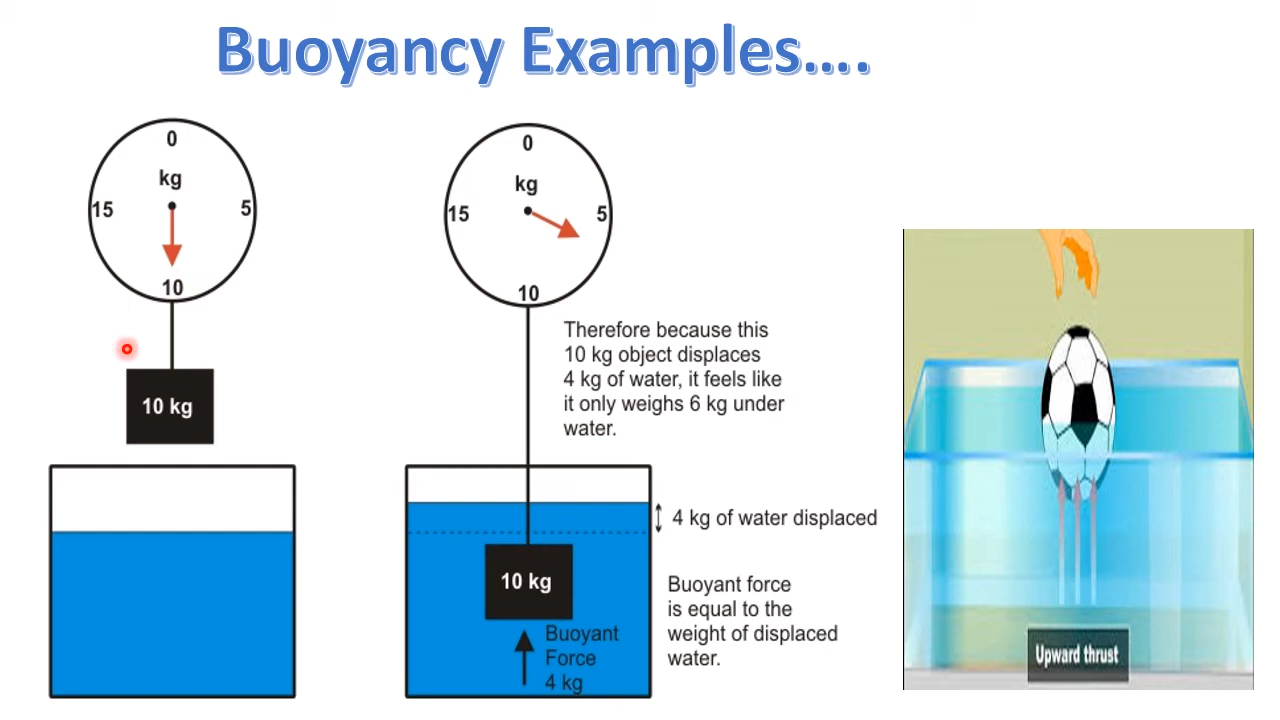 Buoyancy Examples....
0
kg
15
5
10
10 kg
0
kg
15
5
10
Therefore because this
10 kg object displaces
4 kg of water, it feels like
it only weighs 6 kg under
water.
4 kg of water displaced
10 kg
Buoyant force
is equal to the
weight of displaced
water.
Buoyant
Force
4 kg
Upward thrust